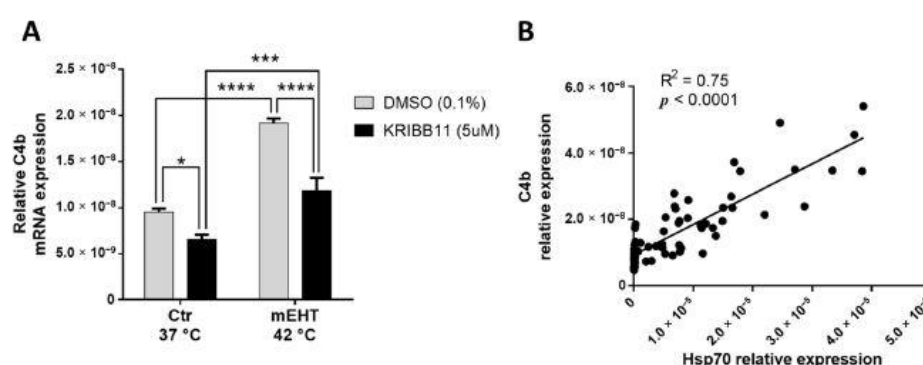 A
Relative C4b
mRNA expression
2.5 × 10⁻⁸
2.0 × 10⁻⁸
1.5 × 10⁻⁸
1.0 × 10⁻⁸
5.0 × 10⁻⁹
0
***
**** ****
*
Ctr
37 °C
mEHT
42 °C
DMSO (0.1%)
KRIBB11 (5uM)
B
C4b
relative expression
6.0 × 10⁻⁸
4.0 × 10⁻⁸
2.0 × 10⁻⁸
0
R² = 0.75
p < 0.0001
0
1.0 × 10⁻⁵
2.0 × 10⁻⁵
3.0 × 10⁻⁵
4.0 × 10⁻⁵
Hsp70 relative expression